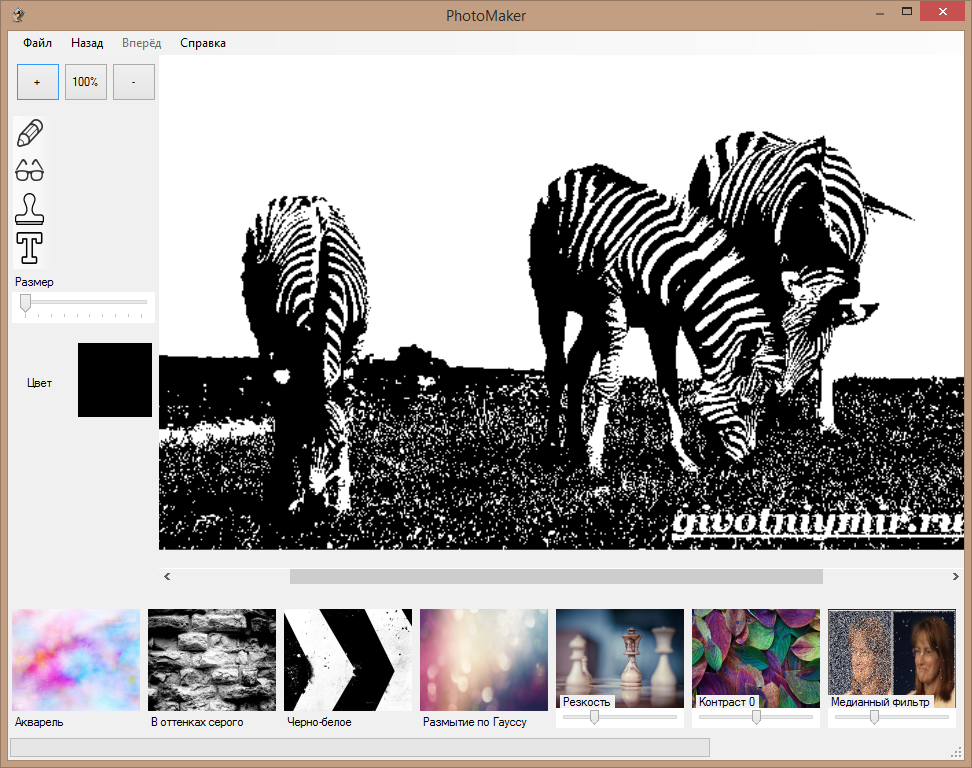 PhotoMaker
Файл Назад Вперёд Справка
+ 100% -
T
Размер
Цвет
givotniymir.ru
Акварель В оттенках серого Черно-белое Размытие по Гауссу Резкость Контраст 0 Медианный фильтр